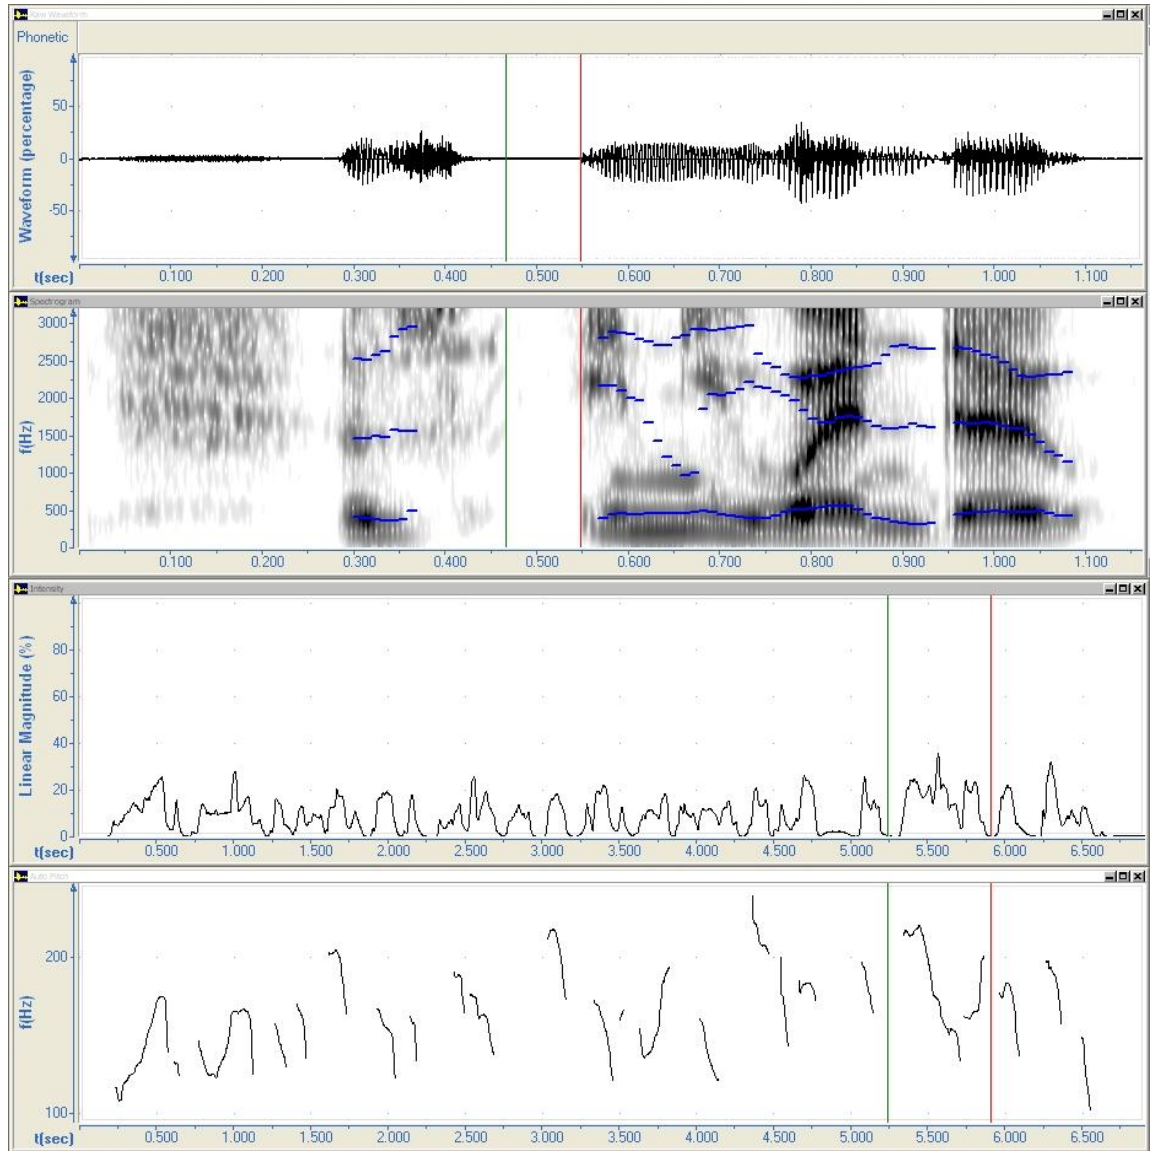 Raw Waveform
Phonetic
Waveform (percentage)
50
0
-50
t(sec) 0.100 0.200 0.300 0.400 0.500 0.600 0.700 0.800 0.900 1.000 1.100
Spectrogram
f(Hz)
3000
2500
2000
1500
1000
500
0
t(sec) 0.100 0.200 0.300 0.400 0.500 0.600 0.700 0.800 0.900 1.000 1.100
Intensity
Linear Magnitude (%)
80
60
40
20
0
t(sec) 0.500 1.000 1.500 2.000 2.500 3.000 3.500 4.000 4.500 5.000 5.500 6.000 6.500
Auto Pitch
f(Hz)
200
100
t(sec) 0.500 1.000 1.500 2.000 2.500 3.000 3.500 4.000 4.500 5.000 5.500 6.000 6.500